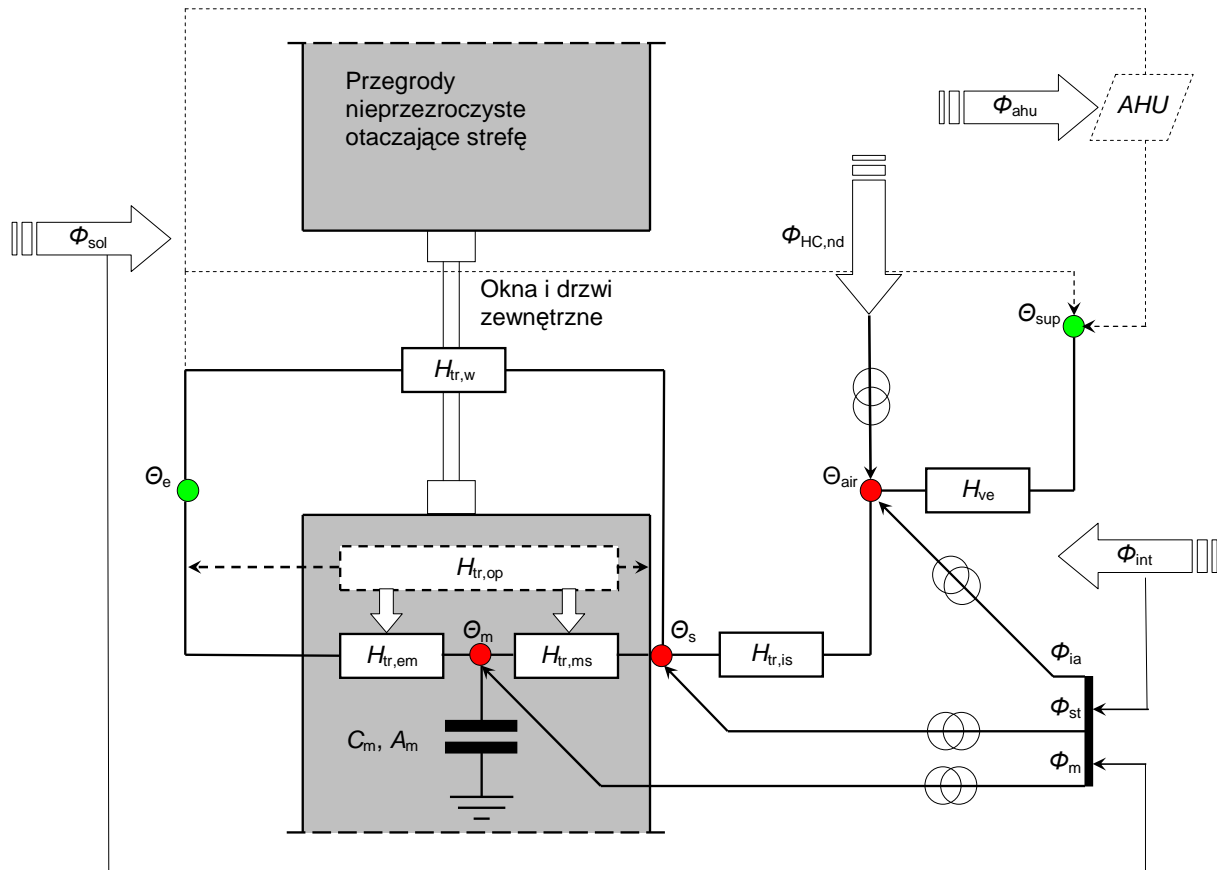 Przegrody
nieprzezroczyste
otaczające strefę
Φahu
AHU
Φsol
ΦHC,nd
Okna i drzwi
zewnętrzne
Θsup
Htr,w
Θe
Θair
Hve
Htr,op
Φint
Θm
Θs
Htr,em
Htr,ms
Htr,is
Φia
Φst
Cm, Am
Φm